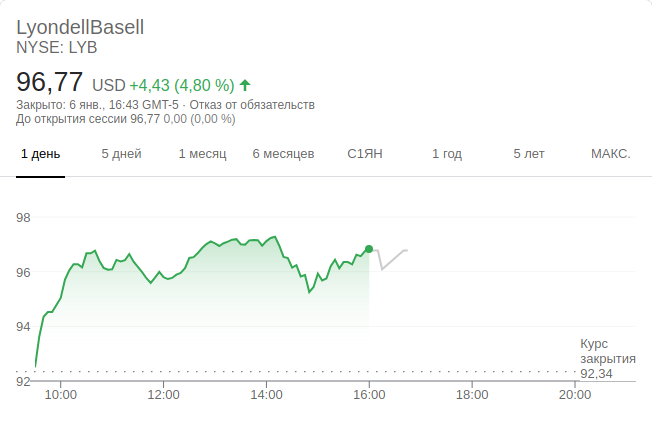 LyondellBasell
NYSE: LYB
96,77 USD +4,43 (4,80 %)
Закрыто: 6 янв., 16:43 GMT-5 · Отказ от обязательств
До открытия сессии 96,77 0,00 (0,00 %)
1 день 5 дней 1 месяц 6 месяцев С1ЯН 1 год 5 лет МАКС.
98
96
94
92
Курс
закрытия
92,34
10:00 12:00 14:00 16:00 18:00 20:00